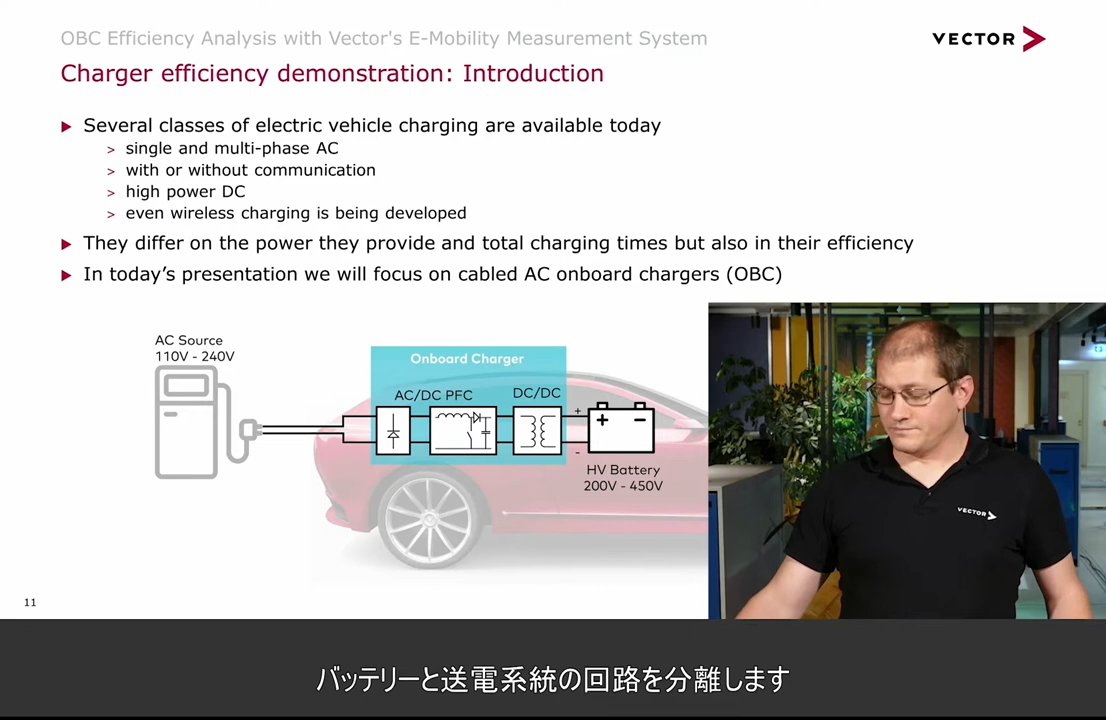 OBC Efficiency Analysis with Vector's E-Mobility Measurement System
VECTOR
Charger efficiency demonstration: Introduction
Several classes of electric vehicle charging are available today
> single and multi-phase AC
> with or without communication
> high power DC
> even wireless charging is being developed
They differ on the power they provide and total charging times but also in their efficiency
In today's presentation we will focus on cabled AC onboard chargers (OBC)
AC Source
110V - 240V
Onboard Charger
AC/DC PFC
DC/DC
+
+ -
-
HV Battery
200V - 450V
VECTOR
11
バッテリーと送電系統の回路を分離します